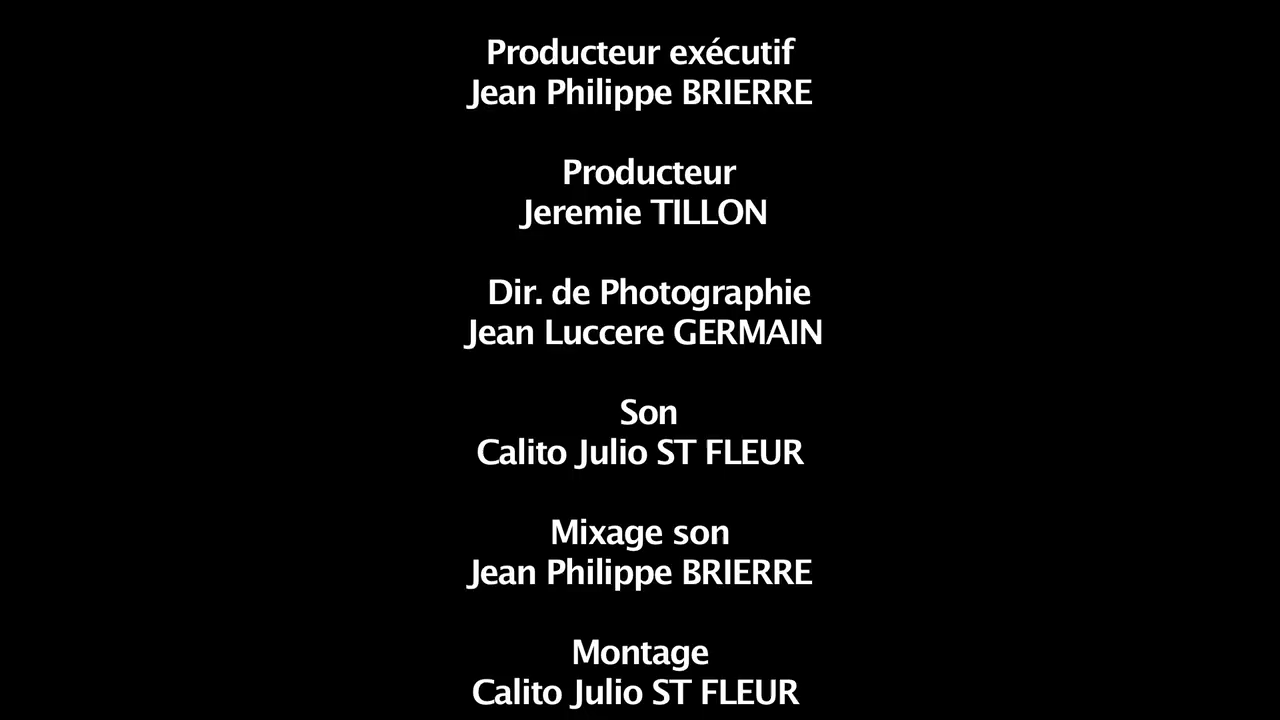 Producteur exécutif
Jean Philippe BRIERRE
Producteur
Jeremie TILLON
Dir. de Photographie
Jean Luccere GERMAIN
Son
Calito Julio ST FLEUR
Mixage son
Jean Philippe BRIERRE
Montage
Calito Julio ST FLEUR